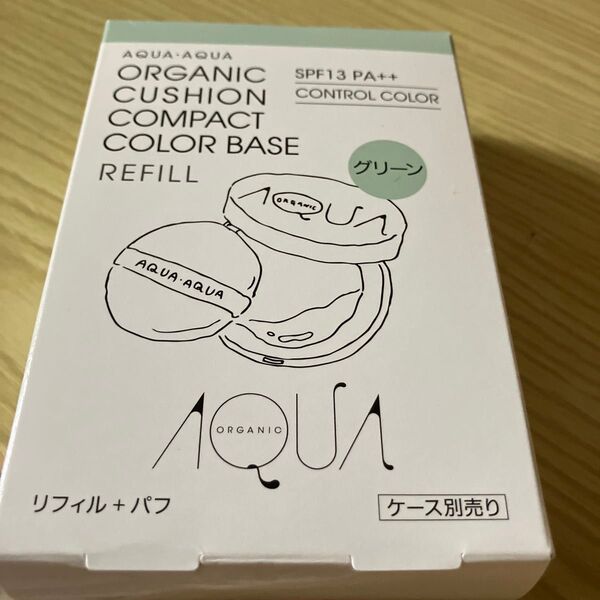 AQUA・AQUA
ORGANIC
CUSHION
COMPACT
COLOR BASE
REFILL
SPF13 PA++
CONTROL COLOR
グリーン
AQUA
ORGANIC
AQUA・AQUA
AQUA
ORGANIC
リフィル + パフ
ケース別売り